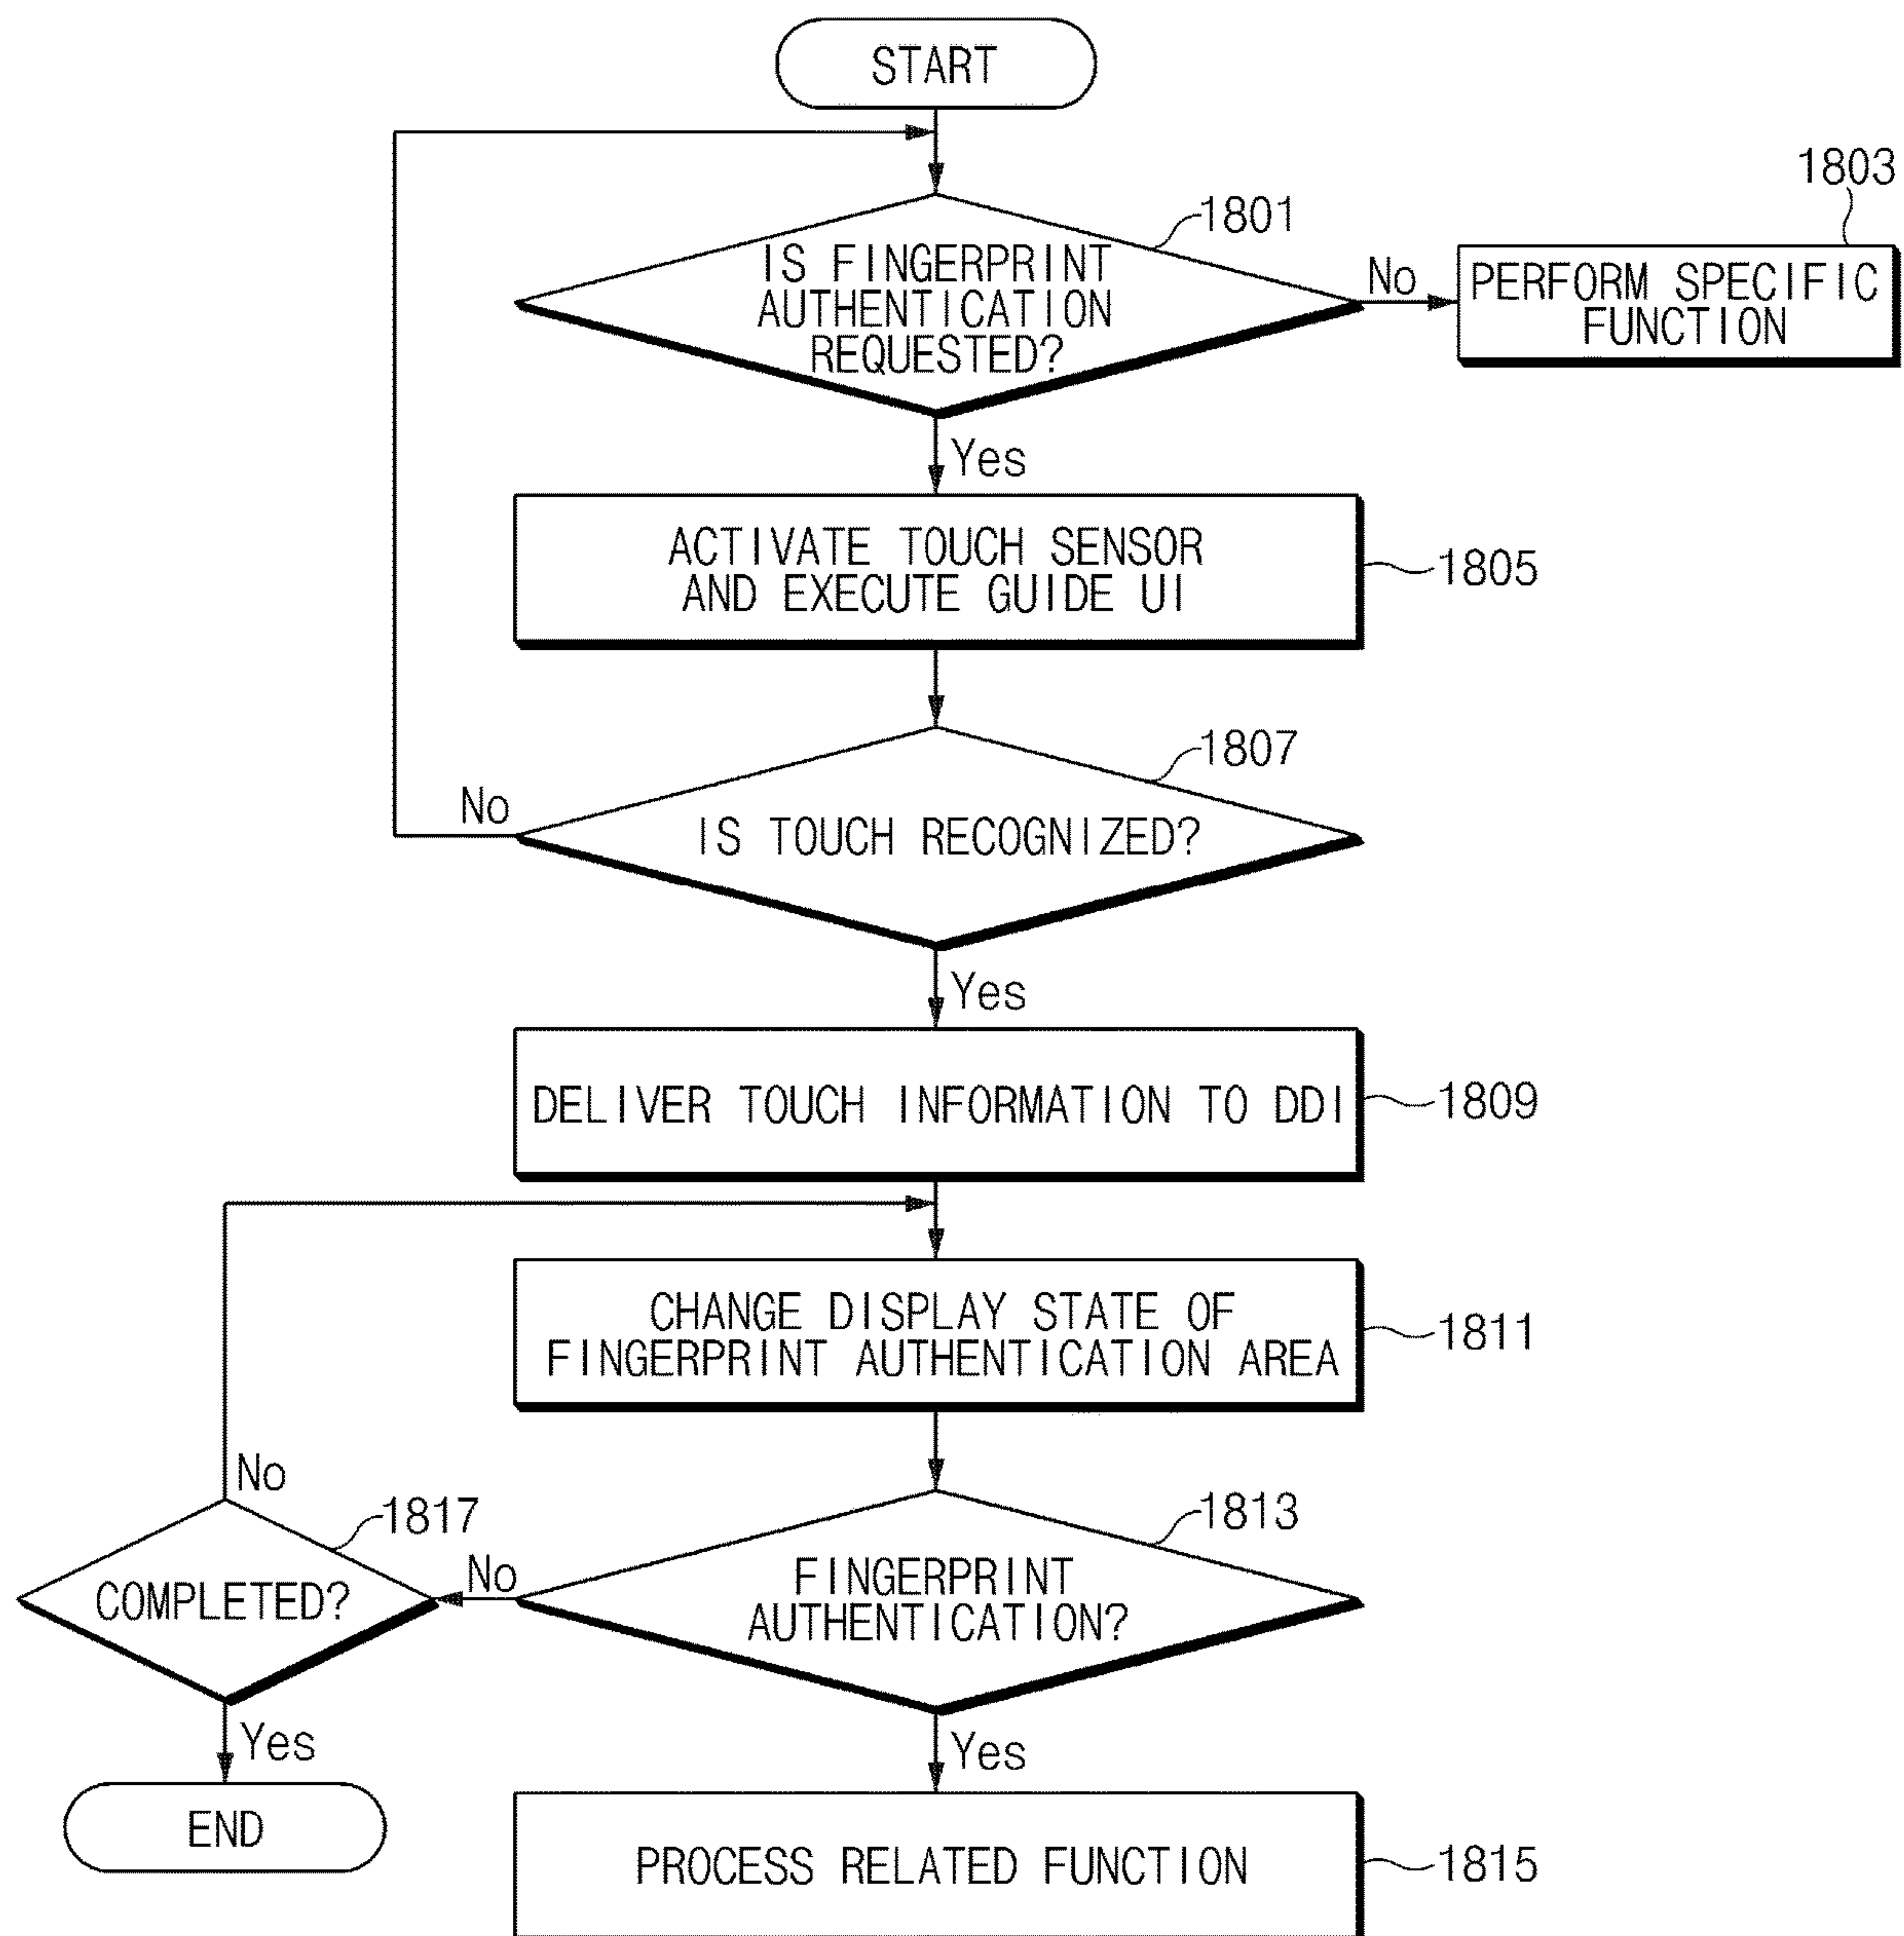 START
1801
IS FINGERPRINT
AUTHENTICATION
REQUESTED?
No
1803
PERFORM SPECIFIC
FUNCTION
Yes
ACTIVATE TOUCH SENSOR
AND EXECUTE GUIDE UI
1805
1807
No
IS TOUCH RECOGNIZED?
Yes
DELIVER TOUCH INFORMATION TO DDI
1809
CHANGE DISPLAY STATE OF
FINGERPRINT AUTHENTICATION AREA
1811
No
1817
COMPLETED?
No
1813
FINGERPRINT
AUTHENTICATION?
Yes
END
Yes
PROCESS RELATED FUNCTION
1815